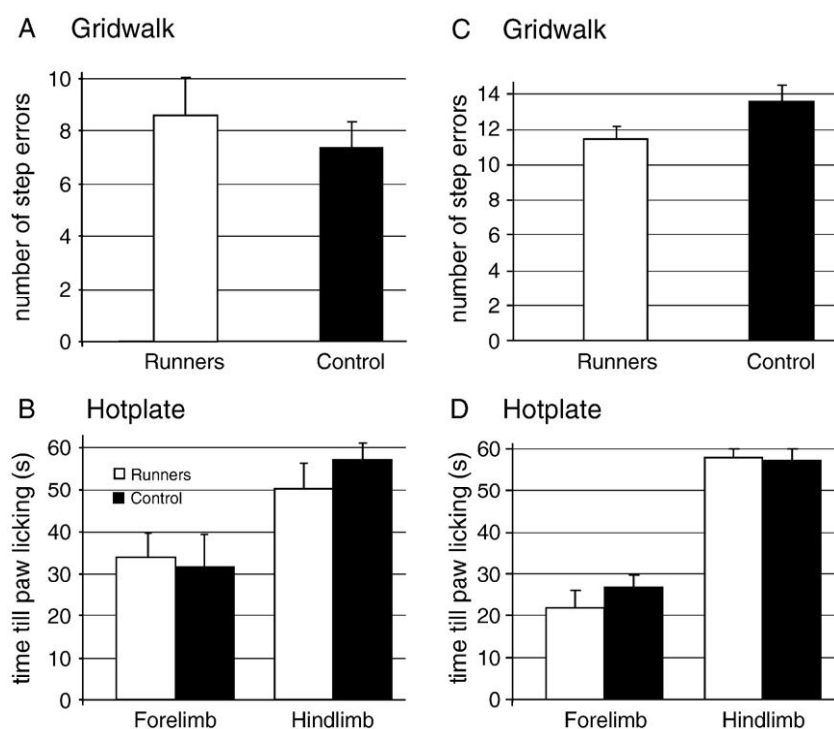 A Gridwalk
number of step errors
10
8
6
4
2
0
Runners Control
C Gridwalk
number of step errors
14
12
10
8
6
4
2
0
Runners Control
B Hotplate
time till paw licking (s)
60
50
40
30
20
10
0
Runners
Control
Forelimb Hindlimb
D Hotplate
time till paw licking (s)
60
50
40
30
20
10
0
Forelimb Hindlimb